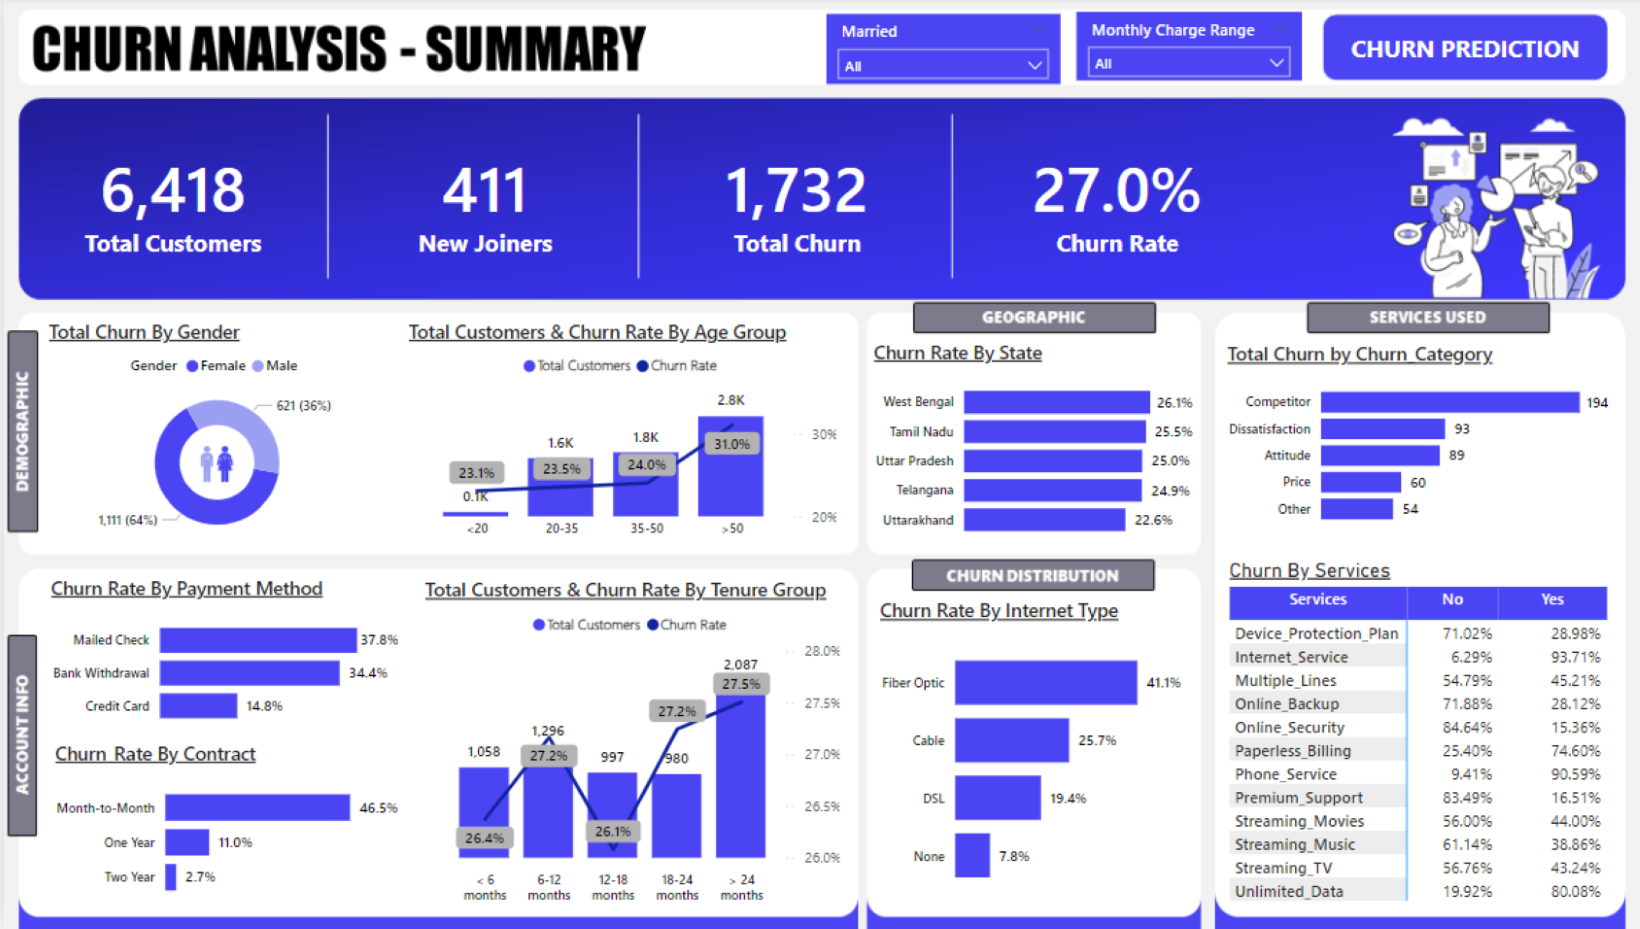 CHURN ANALYSIS - SUMMARY
Married
All
Monthly Charge Range
All
CHURN PREDICTION
6,418
Total Customers
411
New Joiners
1,732
Total Churn
27.0%
Churn Rate
DEMOGRAPHIC
Total Churn By Gender
Gender Female Male
621 (36%)
1,111 (64%)
Total Customers & Churn Rate By Age Group
Total Customers Churn Rate
2.8K
1.6K
1.8K
30%
31.0%
23.1%
23.5%
24.0%
0.1K
20%
<20
20-35
35-50
>50
GEOGRAPHIC
Churn Rate By State
West Bengal 26.1%
Tamil Nadu 25.5%
Uttar Pradesh 25.0%
Telangana 24.9%
Uttarakhand 22.6%
SERVICES USED
Total Churn by Churn_Category
Competitor 194
Dissatisfaction 93
Attitude 89
Price 60
Other 54
ACCOUNT INFO
Churn Rate By Payment Method
Mailed Check 37.8%
Bank Withdrawal 34.4%
Credit Card 14.8%
Churn Rate By Contract
Month-to-Month 46.5%
One Year 11.0%
Two Year 2.7%
Total Customers & Churn Rate By Tenure Group
Total Customers Churn Rate
28.0%
2,087
27.5%
27.5%
27.2%
1,296
1,058
27.2%
997
980
27.0%
26.5%
26.4%
26.1%
26.0%
< 6 months
6-12 months
12-18 months
18-24 months
> 24 months
CHURN DISTRIBUTION
Churn Rate By Internet Type
Fiber Optic 41.1%
Cable 25.7%
DSL 19.4%
None 7.8%
Churn By Services
Services No Yes
Device_Protection_Plan 71.02% 28.98%
Internet_Service 6.29% 93.71%
Multiple_Lines 54.79% 45.21%
Online_Backup 71.88% 28.12%
Online_Security 84.64% 15.36%
Paperless_Billing 25.40% 74.60%
Phone_Service 9.41% 90.59%
Premium_Support 83.49% 16.51%
Streaming_Movies 56.00% 44.00%
Streaming_Music 61.14% 38.86%
Streaming_TV 56.76% 43.24%
Unlimited_Data 19.92% 80.08%